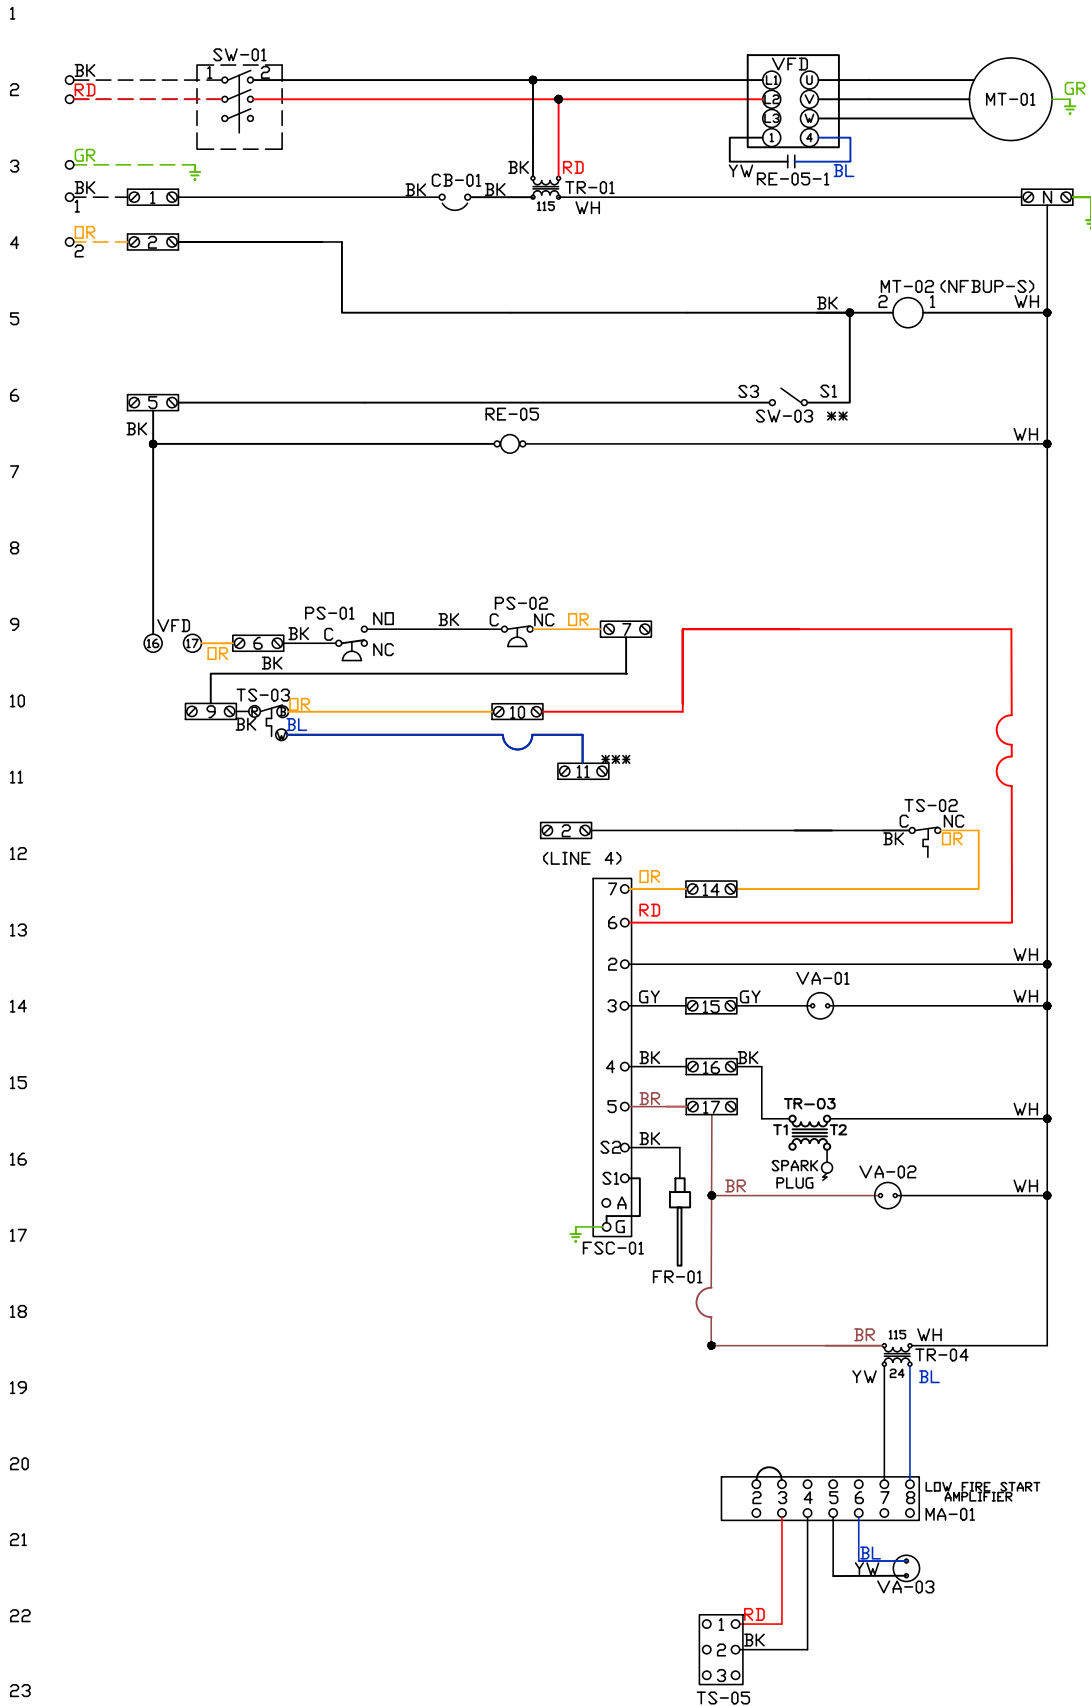 1
SW-01
BK 1 2 VFD
2 RD L1 U
L2 V MT-01 GR
L3 W
1 4
3 GR
YW RE-05-1 BL
BK 1 1 BK CB-01 BK BK RD TR-01 115 WH N
4 OR 2 2
MT-02 (NFBUP-S)
5 BK 2 1 WH
6 5 S3 S1
SW-03 **
BK RE-05 WH
7
8
9 16 VFD 17 OR 6 BK C PS-01 NO NC BK C PS-02 NC OR 7
BK
10 9 BK TS-03 R B OR 10
W BL
11 11 ***
TS-02
2 BK C NC OR
12 (LINE 4)
7 OR 14
13 6 RD
2 WH
VA-01
14 3 GY 15 GY WH
15 4 BK 16 BK
5 BR 17 TR-03 WH
T1 T2
16 S2 BK SPARK
PLUG
S1 BR VA-02 WH
A
17 G
FSC-01
FR-01
18
BR 115 WH
TR-04
19 YW 24 BL
20
LOW FIRE START
AMPLIFIER
2 3 4 5 6 7 8
MA-01
21
BL
YW
VA-03
22 1 RD
2 BK
3
23 TS-05